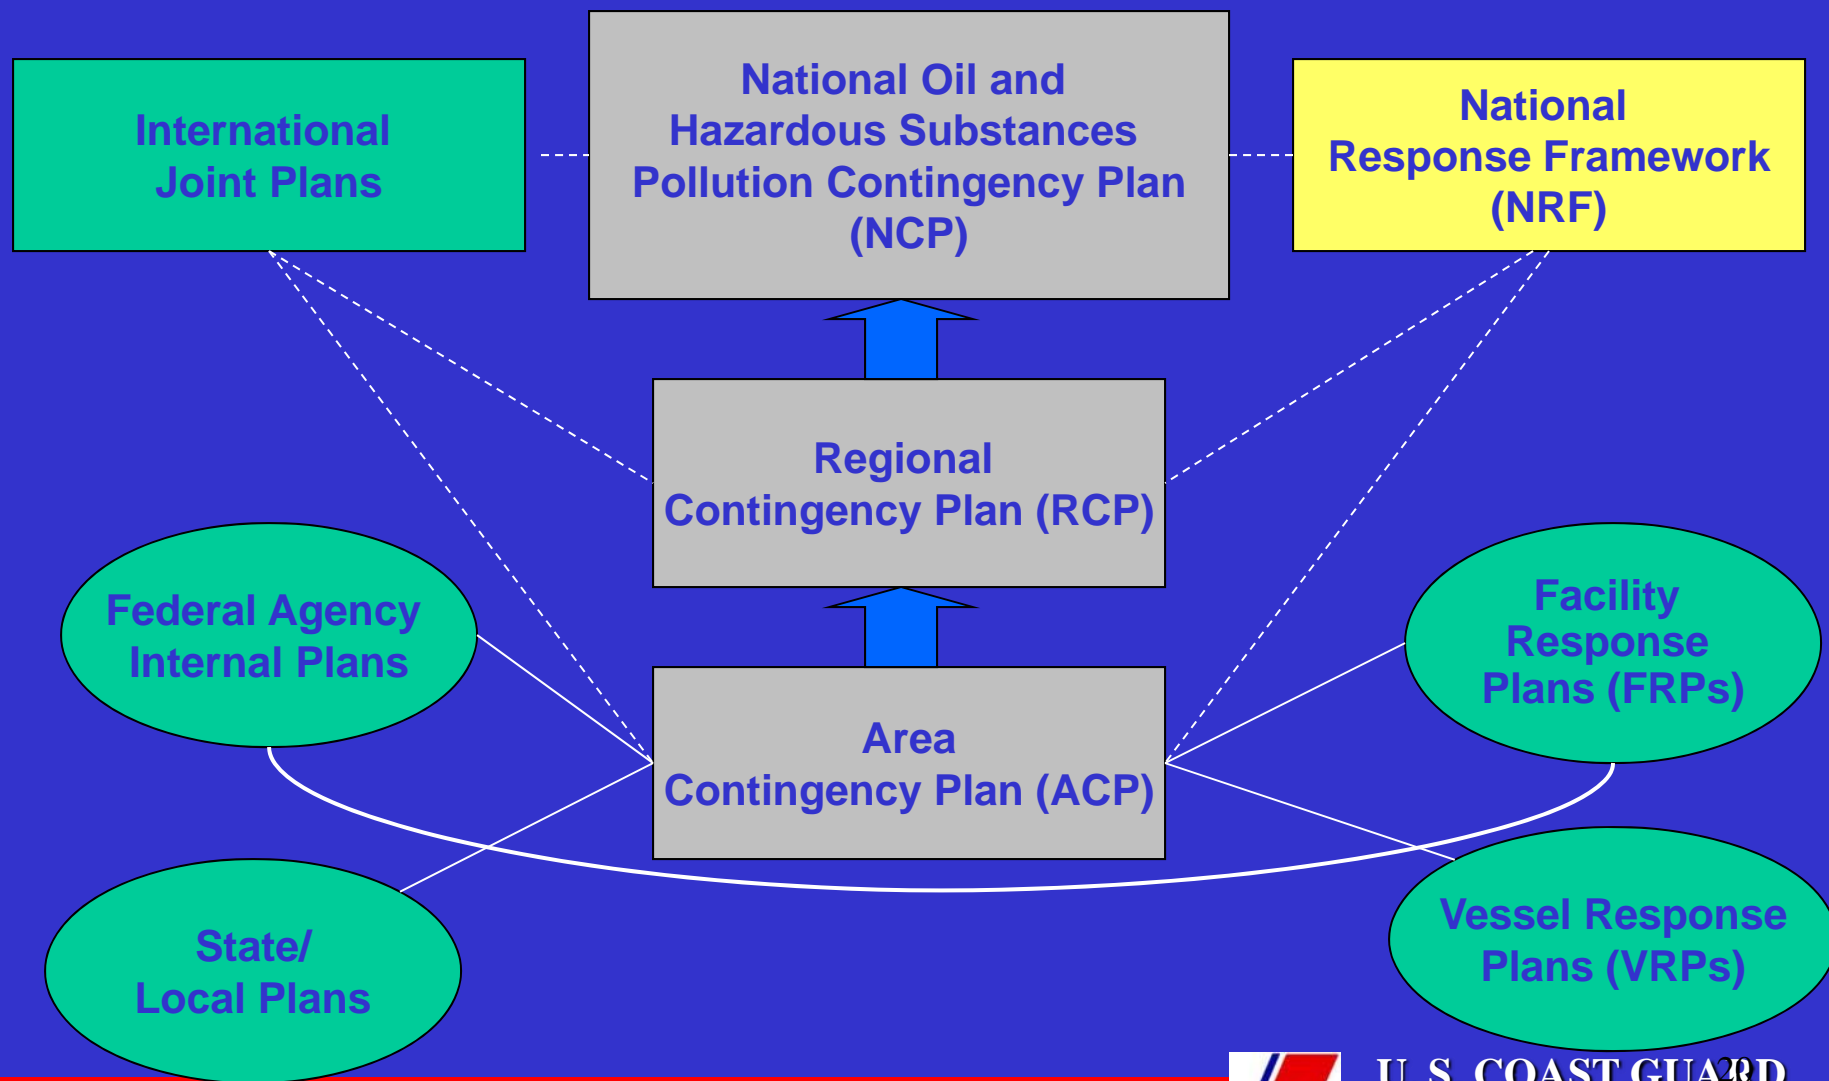 International
Joint Plans
National Oil and
Hazardous Substances
Pollution Contingency Plan
(NCP)
National
Response Framework
(NRF)
Regional
Contingency Plan (RCP)
Federal Agency
Internal Plans
Facility
Response
Plans (FRPs)
Area
Contingency Plan (ACP)
State/
Local Plans
Vessel Response
Plans (VRPs)
U. S. COAST GUARD